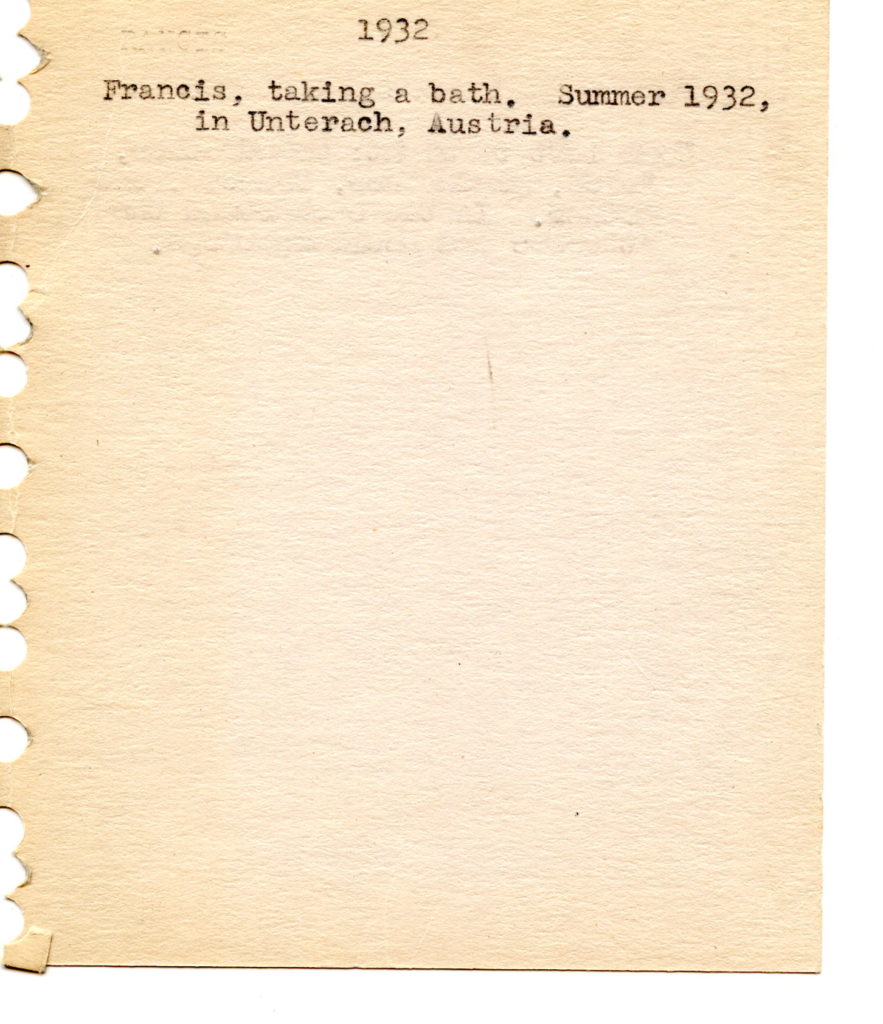 1932
Francis, taking a bath. Summer 1932,
in Unterach, Austria.